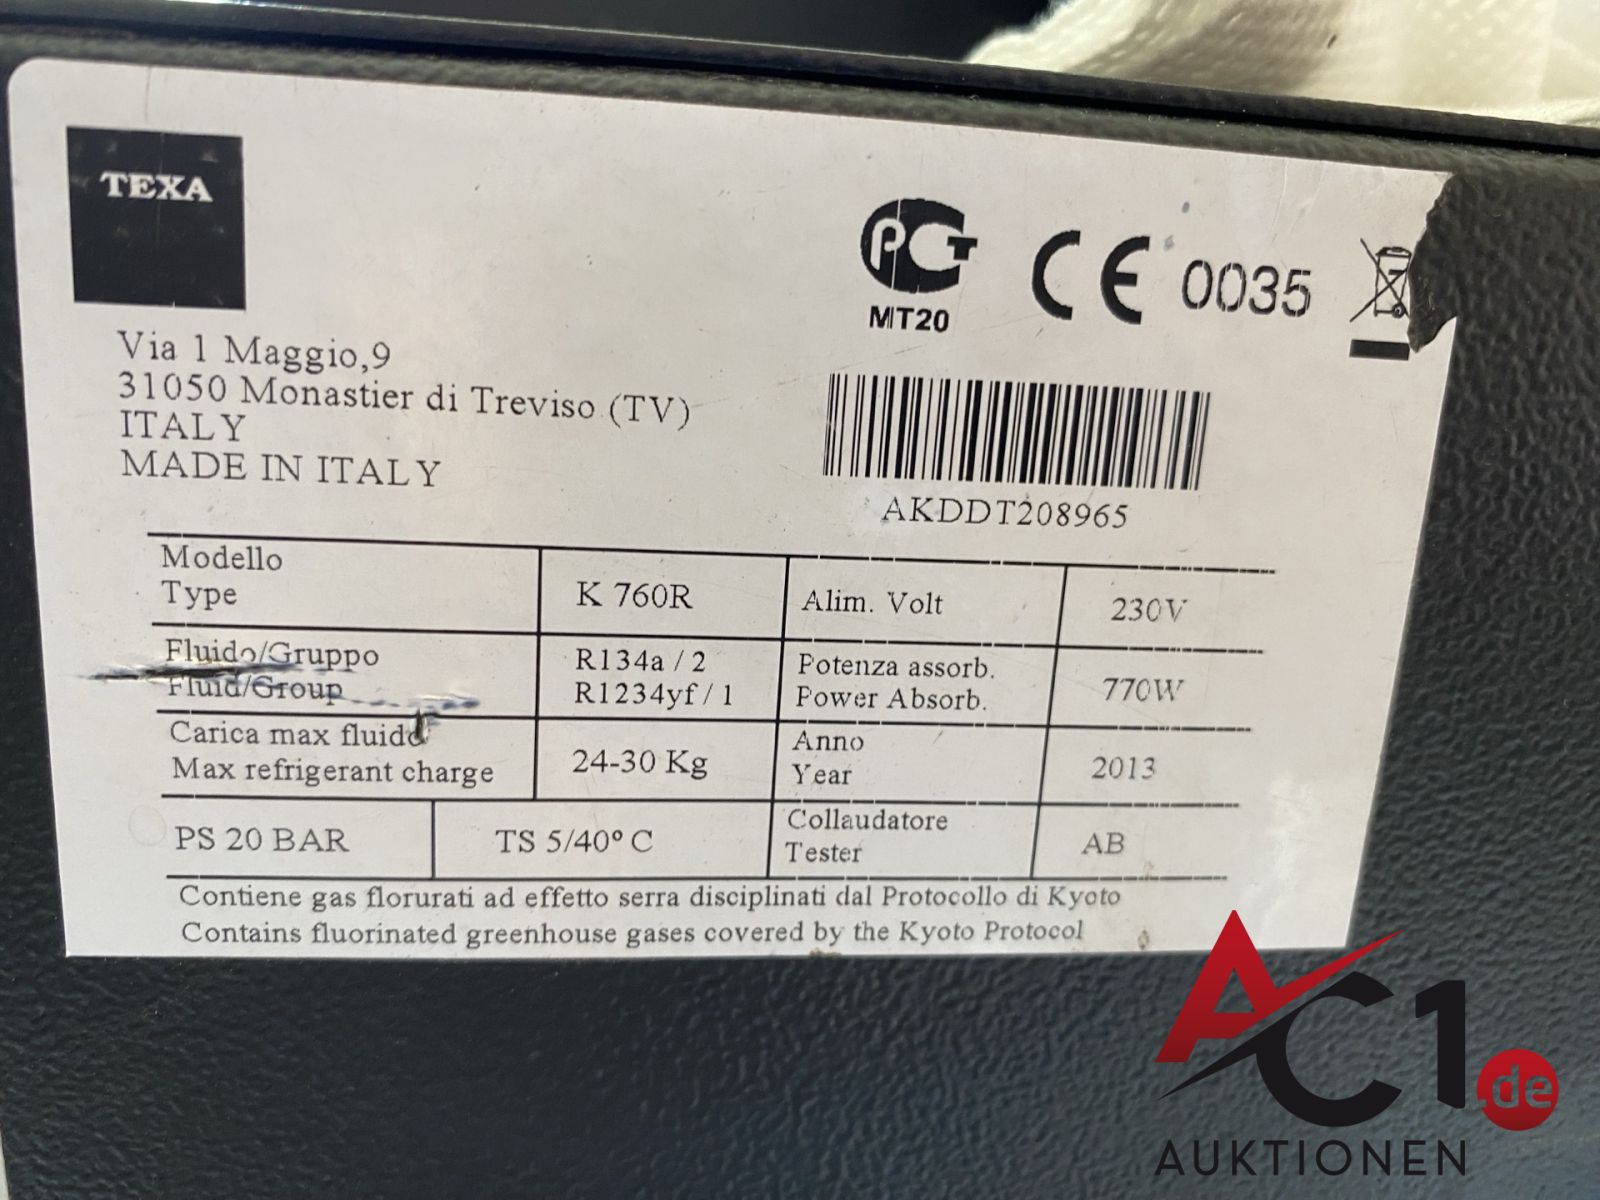 TEXA
PCT
MT20
CE 0035
Via 1 Maggio,9
31050 Monastier di Treviso (TV)
ITALY
MADE IN ITALY
AKDDT208965
Modello
Type
K 760R
Alim. Volt
230V
Fluido/Gruppo
Fluid/Group
R134a / 2
R1234yf / 1
Potenza assorb.
Power Absorb.
770W
Carica max fluido
Max refrigerant charge
24-30 Kg
Anno
Year
2013
PS 20 BAR
TS 5/40° C
Collaudatore
Tester
AB
Contiene gas florurati ad effetto serra disciplinati dal Protocollo di Kyoto
Contains fluorinated greenhouse gases covered by the Kyoto Protocol
AC1.de
AUKTIONEN